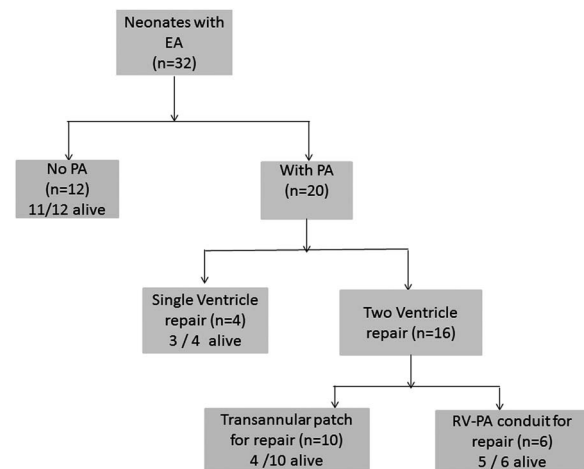 Neonates with
EA
(n=32)
No PA
(n=12)
11/12 alive
With PA
(n=20)
Single Ventricle
repair (n=4)
3 / 4 alive
Two Ventricle
repair (n=16)
Transannular patch
for repair (n=10)
4 /10 alive
RV-PA conduit for
repair (n=6)
5 / 6 alive